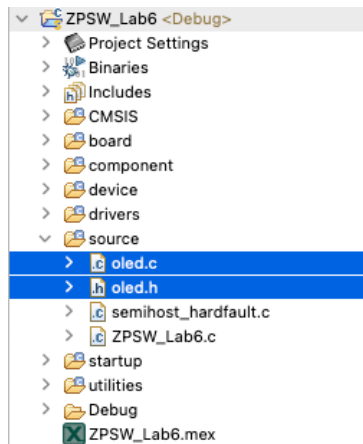 ZPSW_Lab6 <Debug>
Project Settings
Binaries
Includes
CMSIS
board
component
device
drivers
source
oled.c
oled.h
semihost_hardfault.c
ZPSW_Lab6.c
startup
utilities
Debug
ZPSW_Lab6.mex